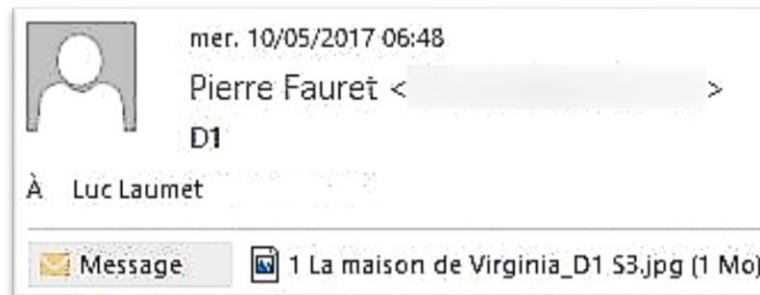 mer. 10/05/2017 06:48
Pierre Fauret < >
D1
À Luc Laumet
Message 1 La maison de Virginia_D1 S3.jpg (1 Mo)